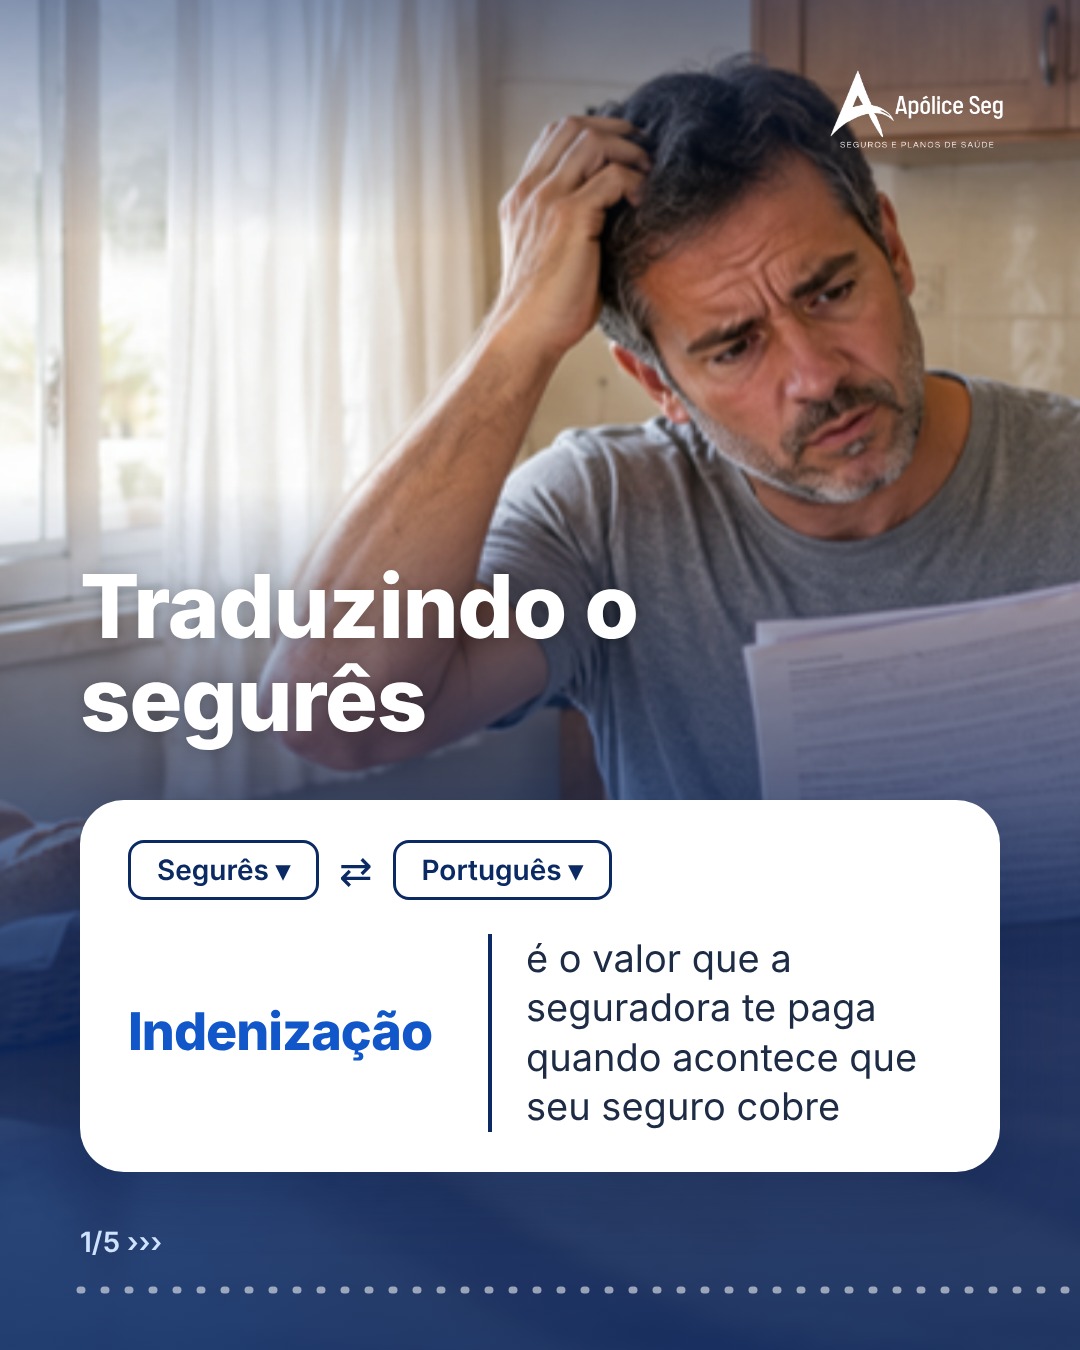 Apólice Seg
SEGUROS E PLANOS DE SAÚDE
Traduzindo o
segurês
Segurês ▾ ⇄ Português ▾
Indenização
é o valor que a
seguradora te paga
quando acontece que
seu seguro cobre
1/5 ›››